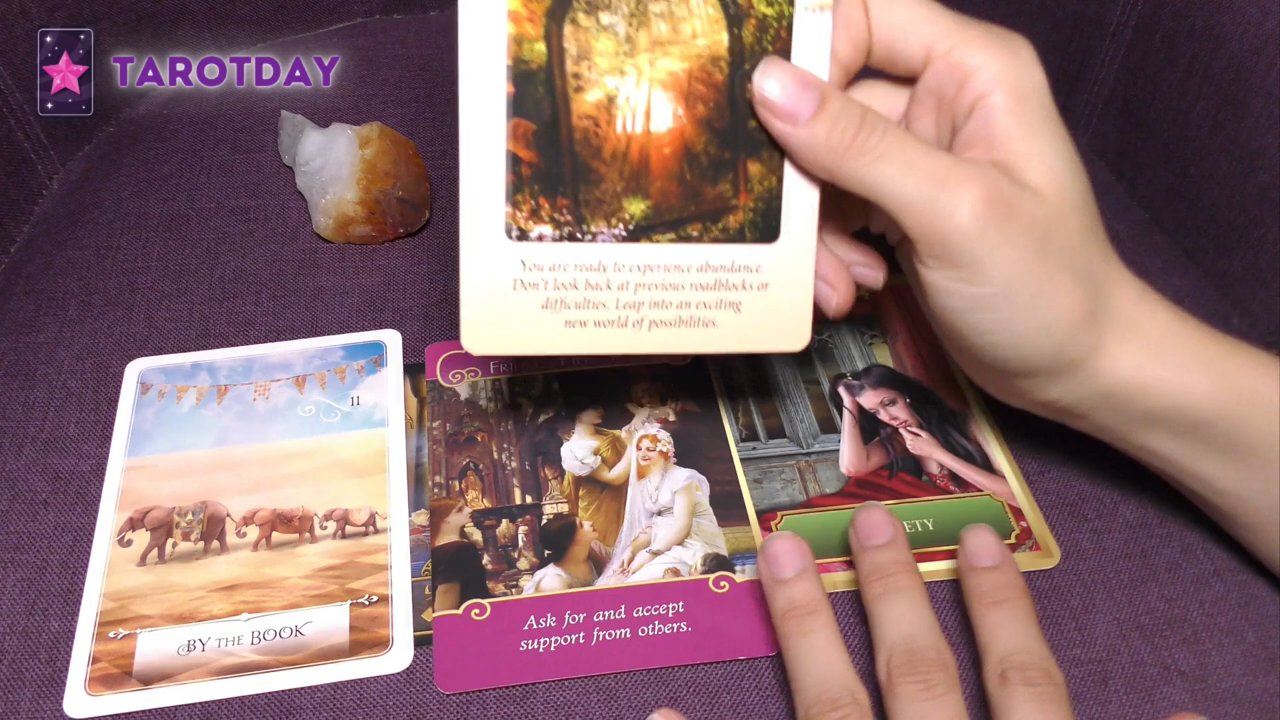 TAROTDAY
You are ready to experience abundance.
Don't look back at previous roadblocks or
difficulties. Leap into an exciting
new world of possibilities.
11
BY THE BOOK
Ask for and accept
support from others.